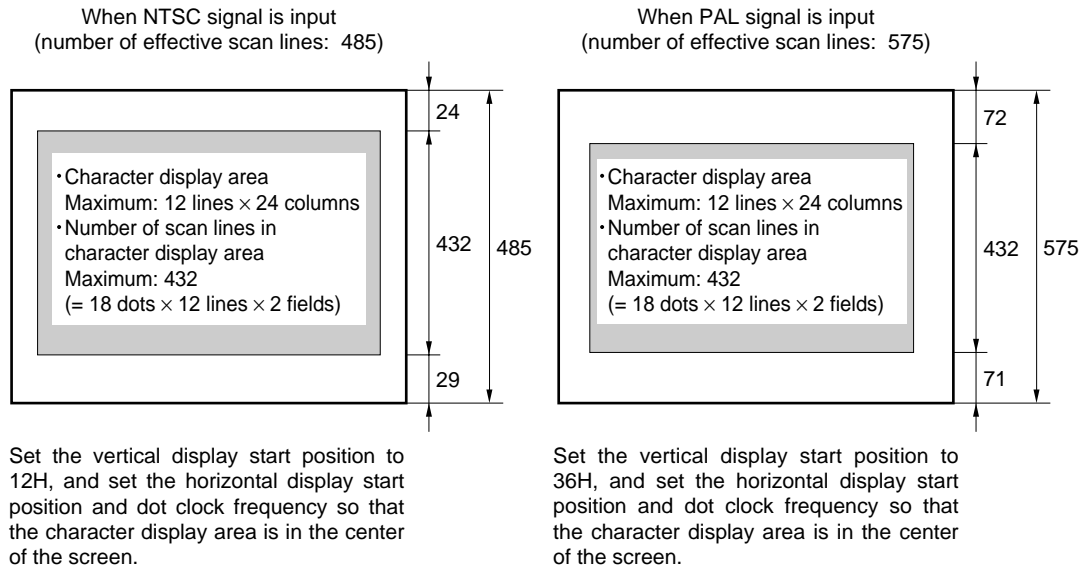 When NTSC signal is input
(number of effective scan lines: 485)
24
・Character display area
Maximum: 12 lines × 24 columns
・Number of scan lines in
character display area
Maximum: 432
(= 18 dots × 12 lines × 2 fields)
432
485
29
Set the vertical display start position to
12H, and set the horizontal display start
position and dot clock frequency so that
the character display area is in the center
of the screen.
When PAL signal is input
(number of effective scan lines: 575)
72
・Character display area
Maximum: 12 lines × 24 columns
・Number of scan lines in
character display area
Maximum: 432
(= 18 dots × 12 lines × 2 fields)
432
575
71
Set the vertical display start position to
36H, and set the horizontal display start
position and dot clock frequency so that
the character display area is in the center
of the screen.